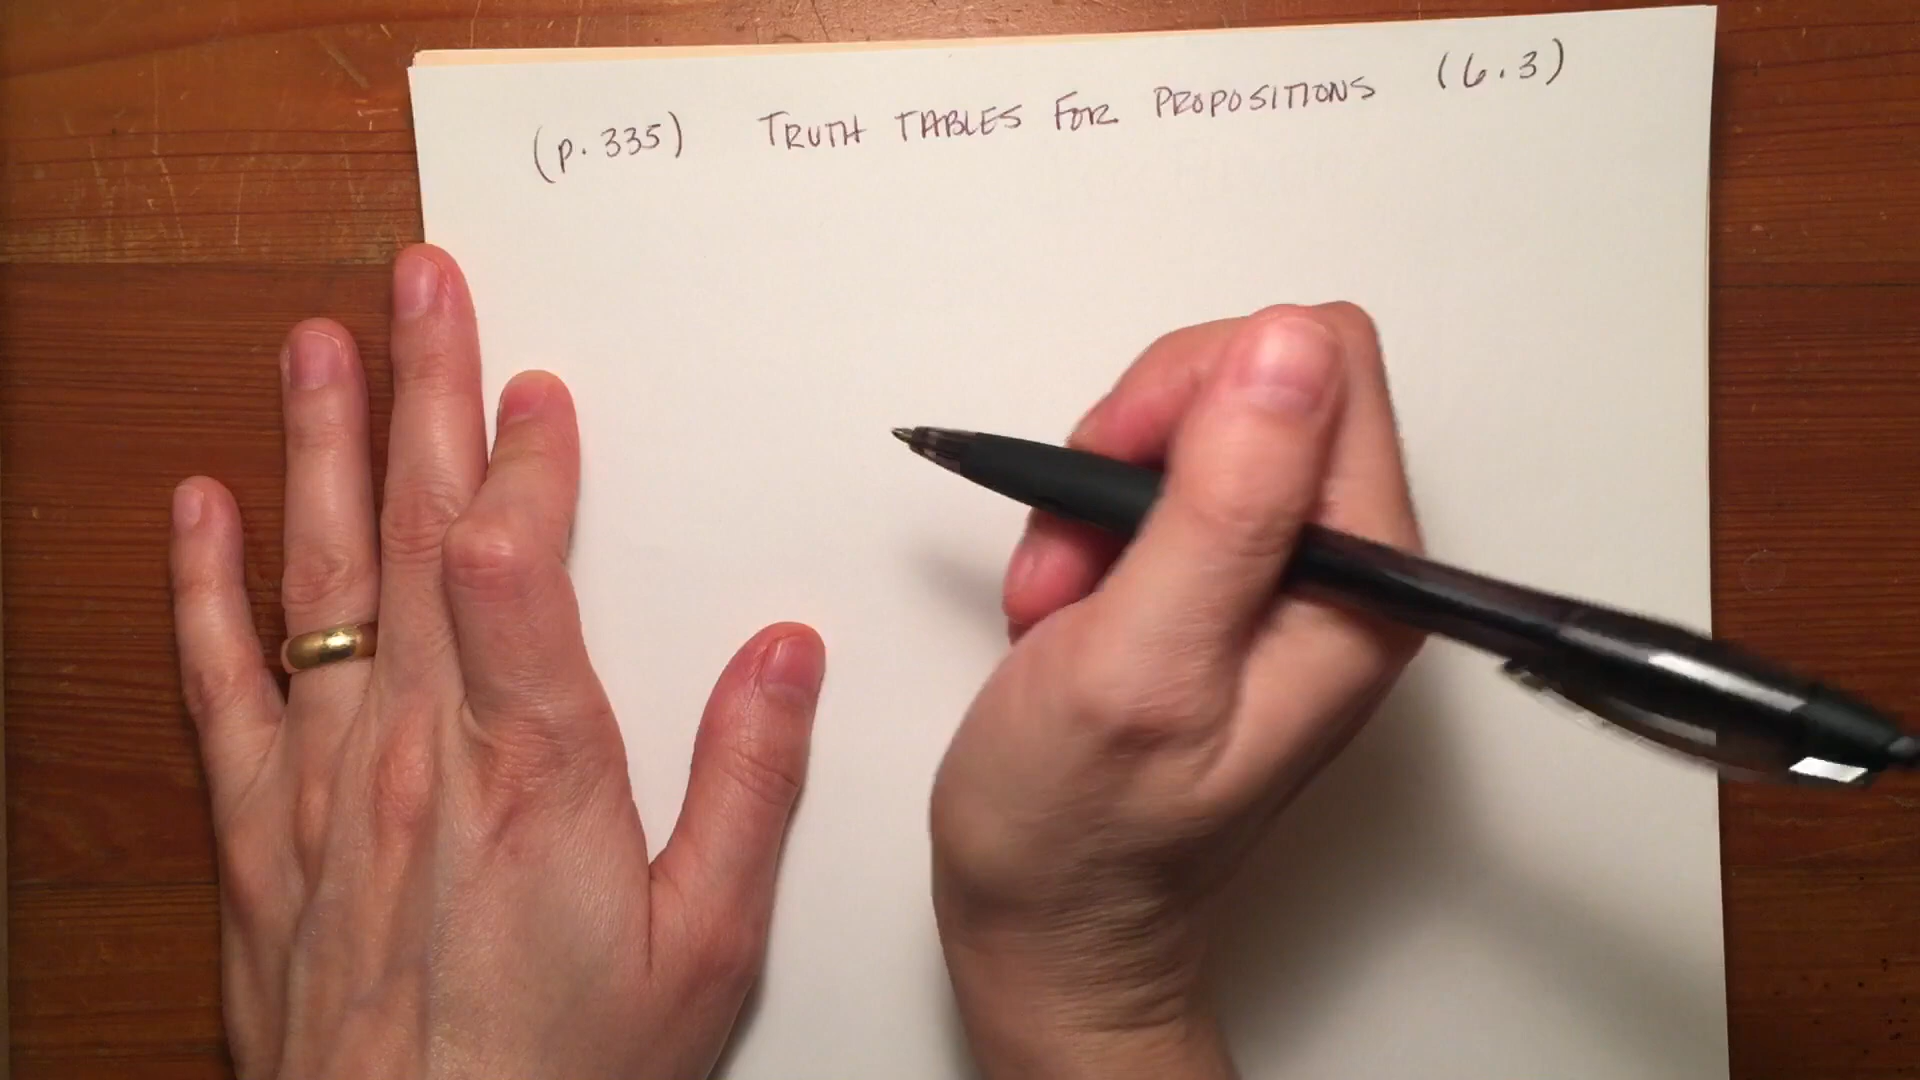 (p. 335) TRUTH TABLES FOR PROPOSITIONS (6.3)